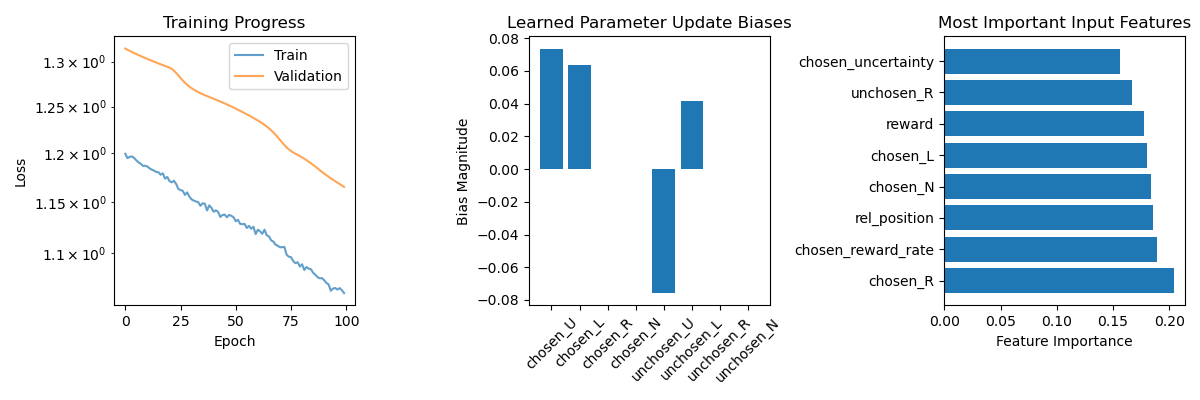 Training Progress
Train
Validation
1.3 × 10⁰
1.25 × 10⁰
1.2 × 10⁰
1.15 × 10⁰
1.1 × 10⁰
Loss
0 25 50 75 100
Epoch
Learned Parameter Update Biases
0.08
0.06
0.04
0.02
0.00
−0.02
−0.04
−0.06
−0.08
Bias Magnitude
chosen_U
chosen_L
chosen_R
chosen_N
unchosen_U
unchosen_L
unchosen_R
unchosen_N
Most Important Input Features
chosen_uncertainty
unchosen_R
reward
chosen_L
chosen_N
rel_position
chosen_reward_rate
chosen_R
0.00 0.05 0.10 0.15 0.20
Feature Importance